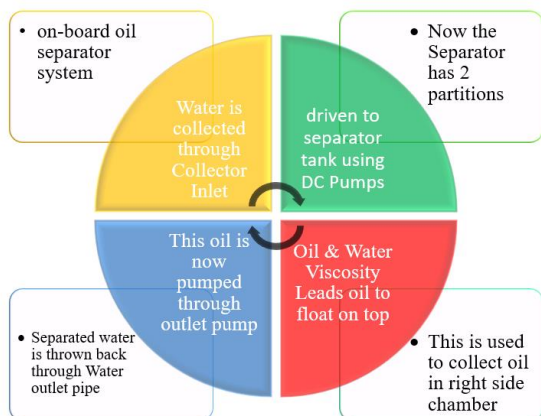 • on-board oil
separator
system
Water is
collected
through
Collector
Inlet
• Now the
Separator
has 2
partitions
driven to
separator
tank using
DC Pumps
This oil is
now
pumped
through
outlet pump
• Separated water
is thrown back
through Water
outlet pipe
Oil & Water
Viscosity
Leads oil to
float on top
• This is used
to collect oil
in right side
chamber